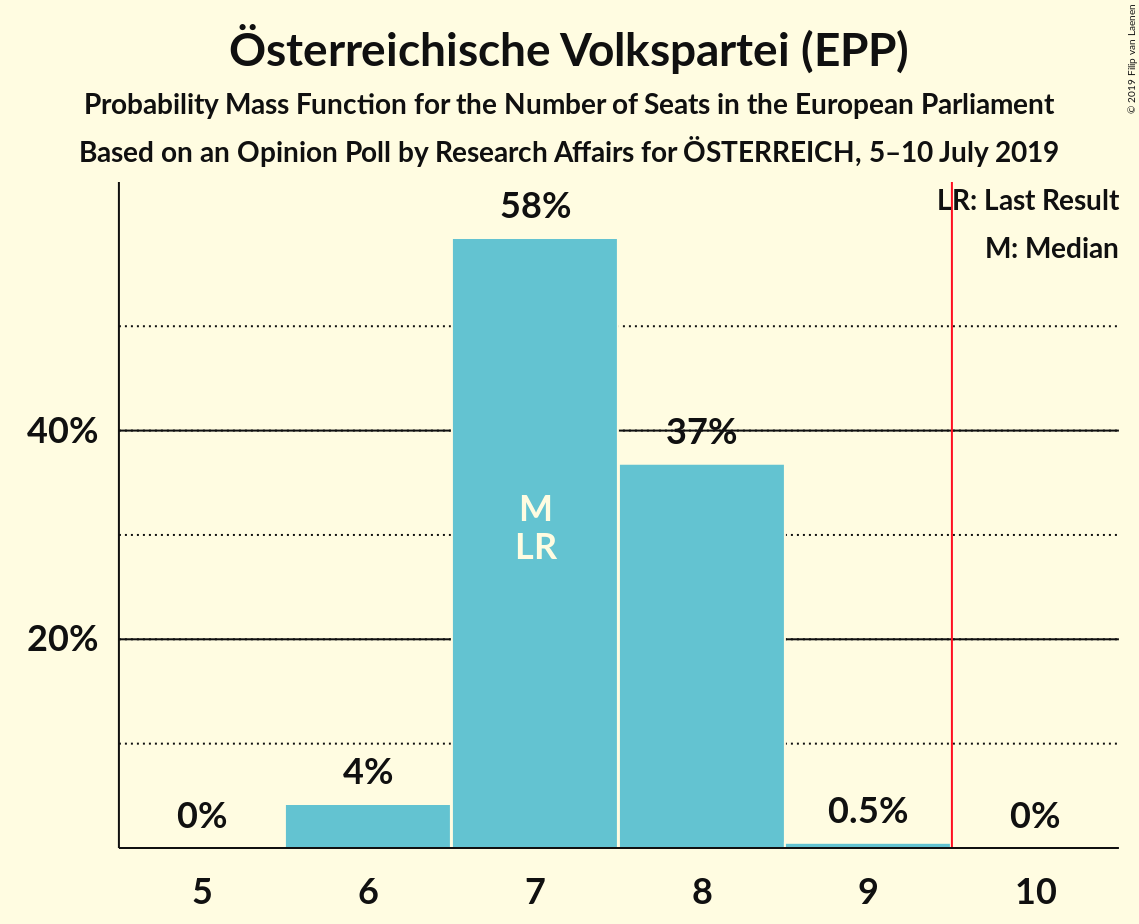 Österreichische Volkspartei (EPP)
Probability Mass Function for the Number of Seats in the European Parliament
Based on an Opinion Poll by Research Affairs for ÖSTERREICH, 5–10 July 2019
© 2019 Filip van Laenen
LR: Last Result
M: Median
58%
40%
37%
M
LR
20%
4%
0%
0.5%
0%
5 6 7 8 9 10